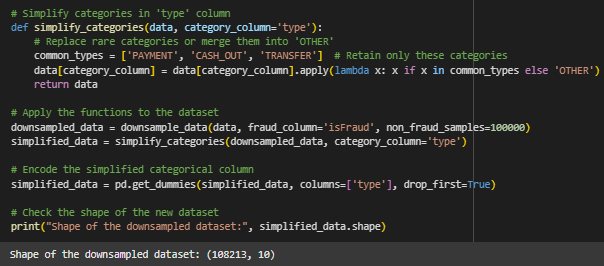 # Simplify categories in 'type' column
def simplify_categories(data, category_column='type'):
    # Replace rare categories or merge them into 'OTHER'
    common_types = ['PAYMENT', 'CASH_OUT', 'TRANSFER']  # Retain only these categories
    data[category_column] = data[category_column].apply(lambda x: x if x in common_types else 'OTHER')
    return data

# Apply the functions to the dataset
downsampled_data = downsample_data(data, fraud_column='isFraud', non_fraud_samples=100000)
simplified_data = simplify_categories(downsampled_data, category_column='type')

# Encode the simplified categorical column
simplified_data = pd.get_dummies(simplified_data, columns=['type'], drop_first=True)

# Check the shape of the new dataset
print("Shape of the downsampled dataset:", simplified_data.shape)

Shape of the downsampled dataset: (108213, 10)